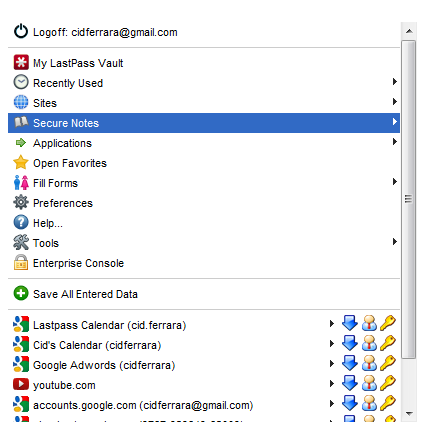 Logoff: cidferrara@gmail.com
My LastPass Vault
Recently Used
Sites
Secure Notes
Applications
Open Favorites
Fill Forms
Preferences
Help...
Tools
Enterprise Console
Save All Entered Data
Lastpass Calendar (cid.ferrara)
Cid's Calendar (cidferrara)
Google Adwords (cidferrara)
youtube.com
accounts.google.com (cidferrara@gmail.com)